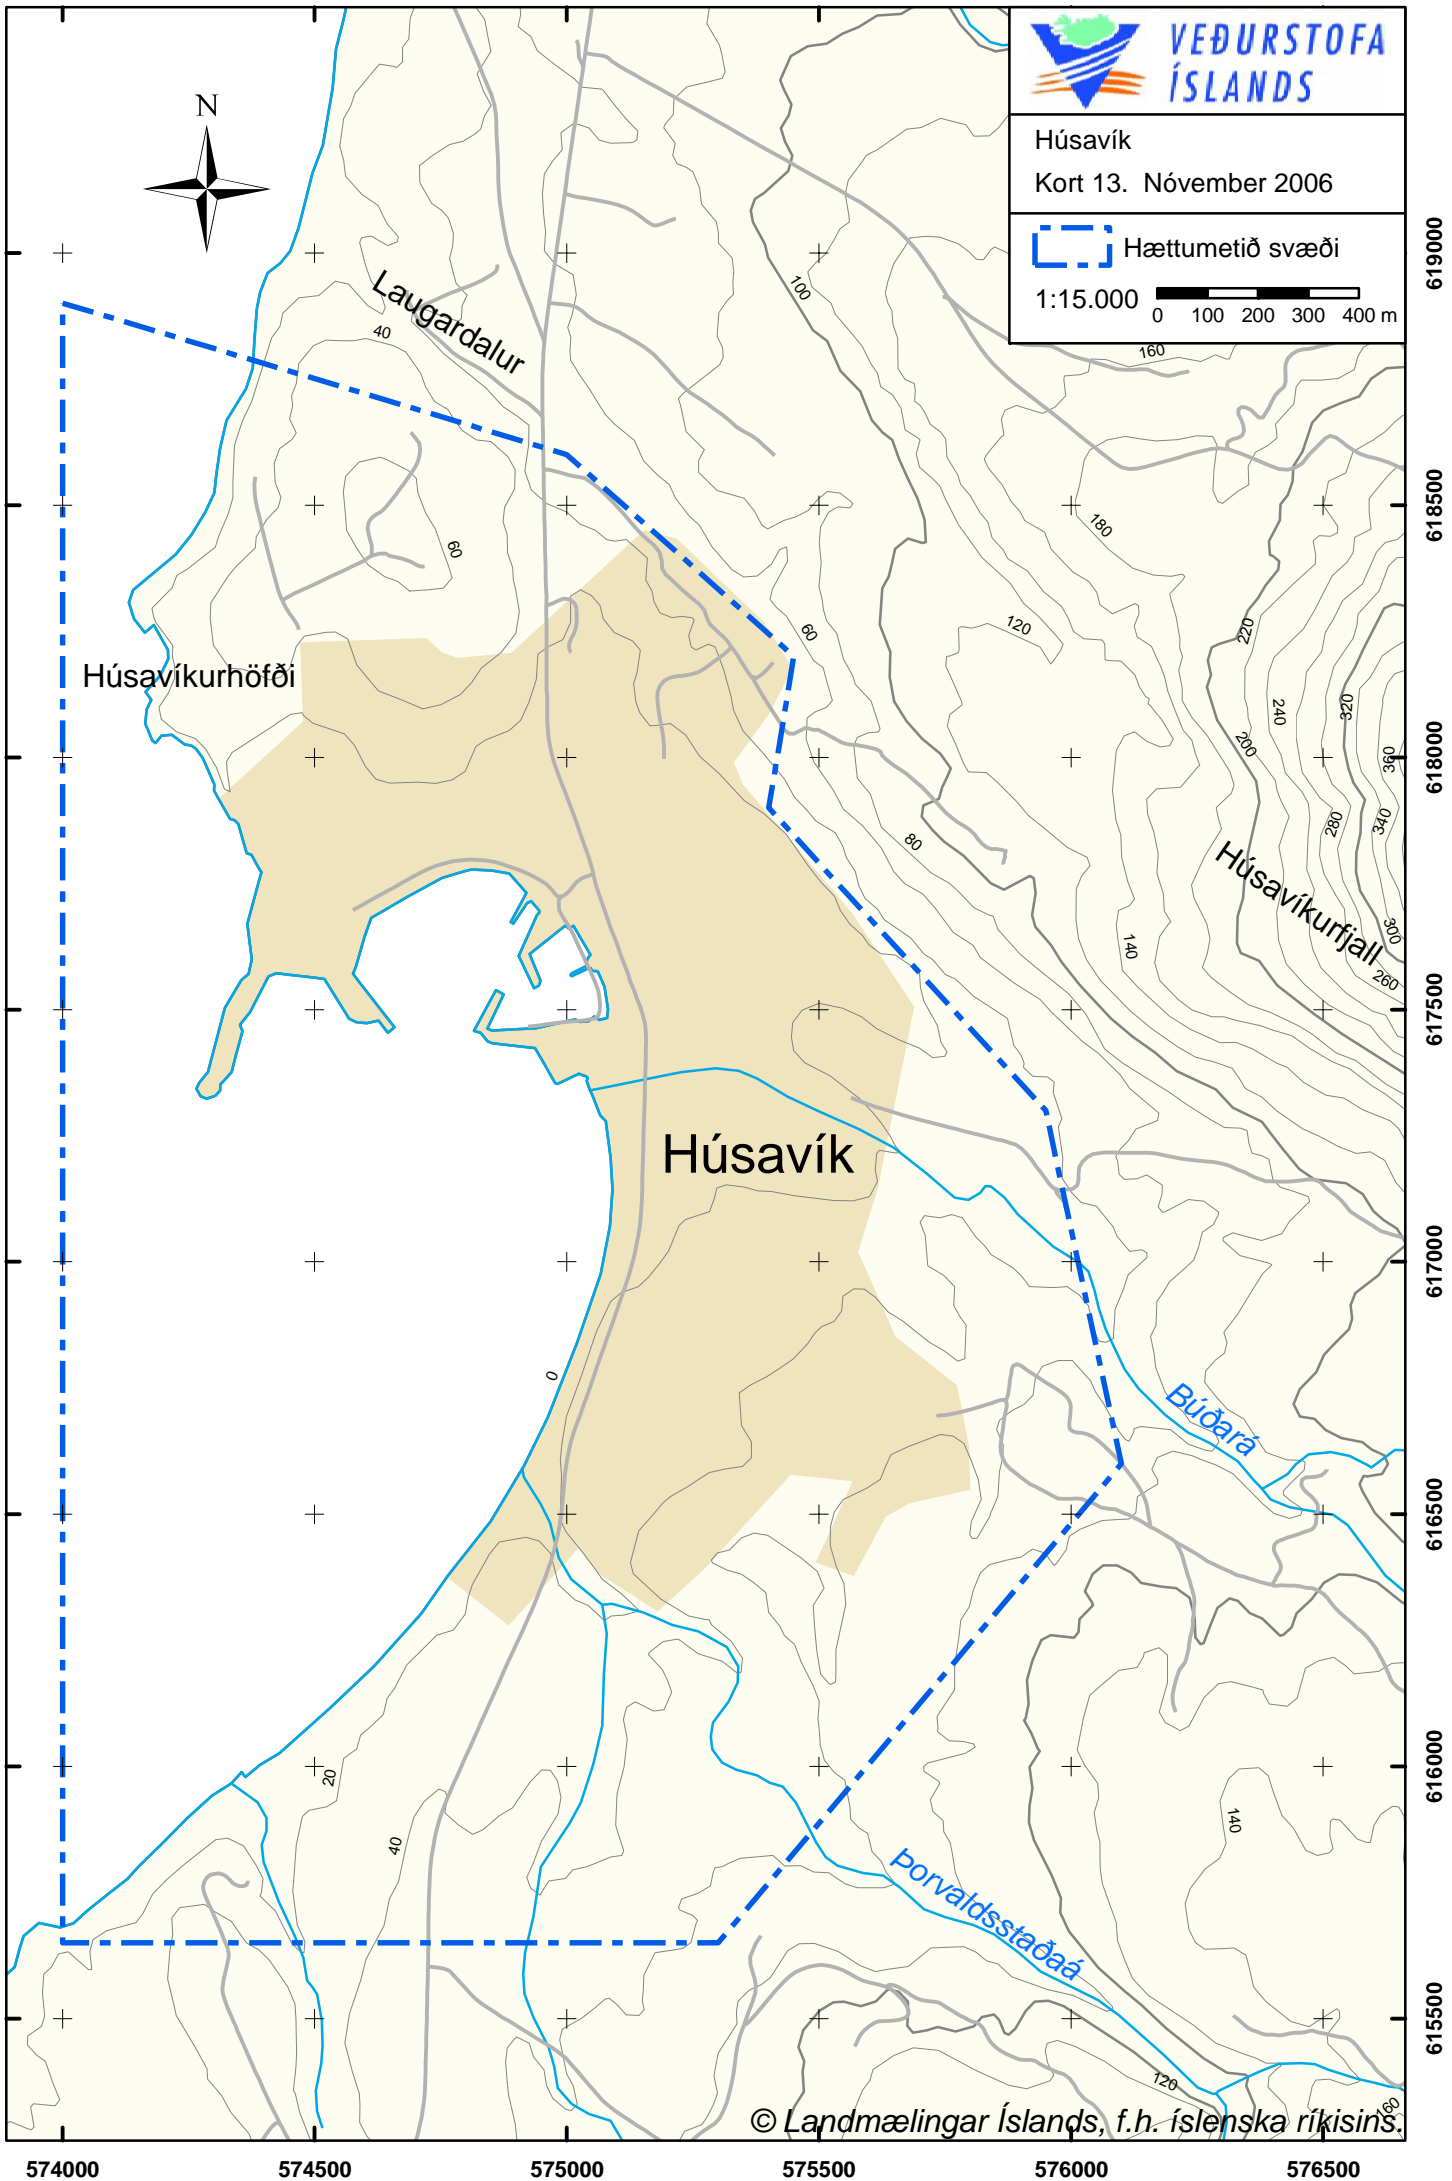 VEÐURSTOFA
ÍSLANDS
Húsavík
Kort 13. Nóvember 2006
Hættumetið svæði
1:15.000
0 100 200 300 400 m
N
Laugardalur
Húsavíkurhöfði
Húsavíkurfjall
Húsavík
Búðará
Þorvaldsstaðaá
40
100
160
60
180
120
60
220
240
320
200
360
280
340
80
140
300
260
0
20
40
140
120
160
619000
618500
618000
617500
617000
616500
616000
615500
© Landmælingar Íslands, f.h. íslenska ríkisins.
574000 574500 575000 575500 576000 576500